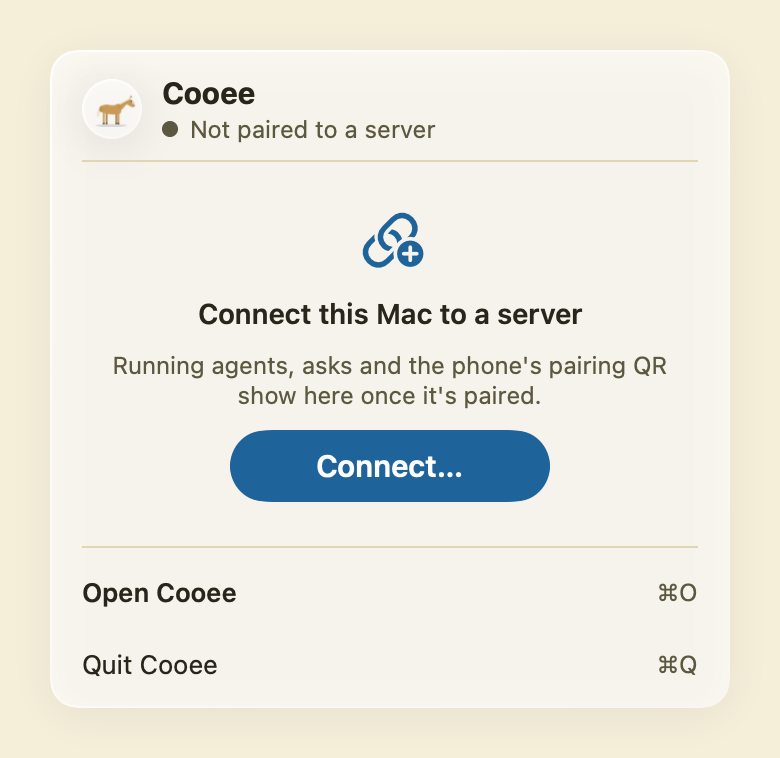 Cooee
Not paired to a server
Connect this Mac to a server
Running agents, asks and the phone's pairing QR
show here once it's paired.
Connect...
Open Cooee ⌘O
Quit Cooee ⌘Q